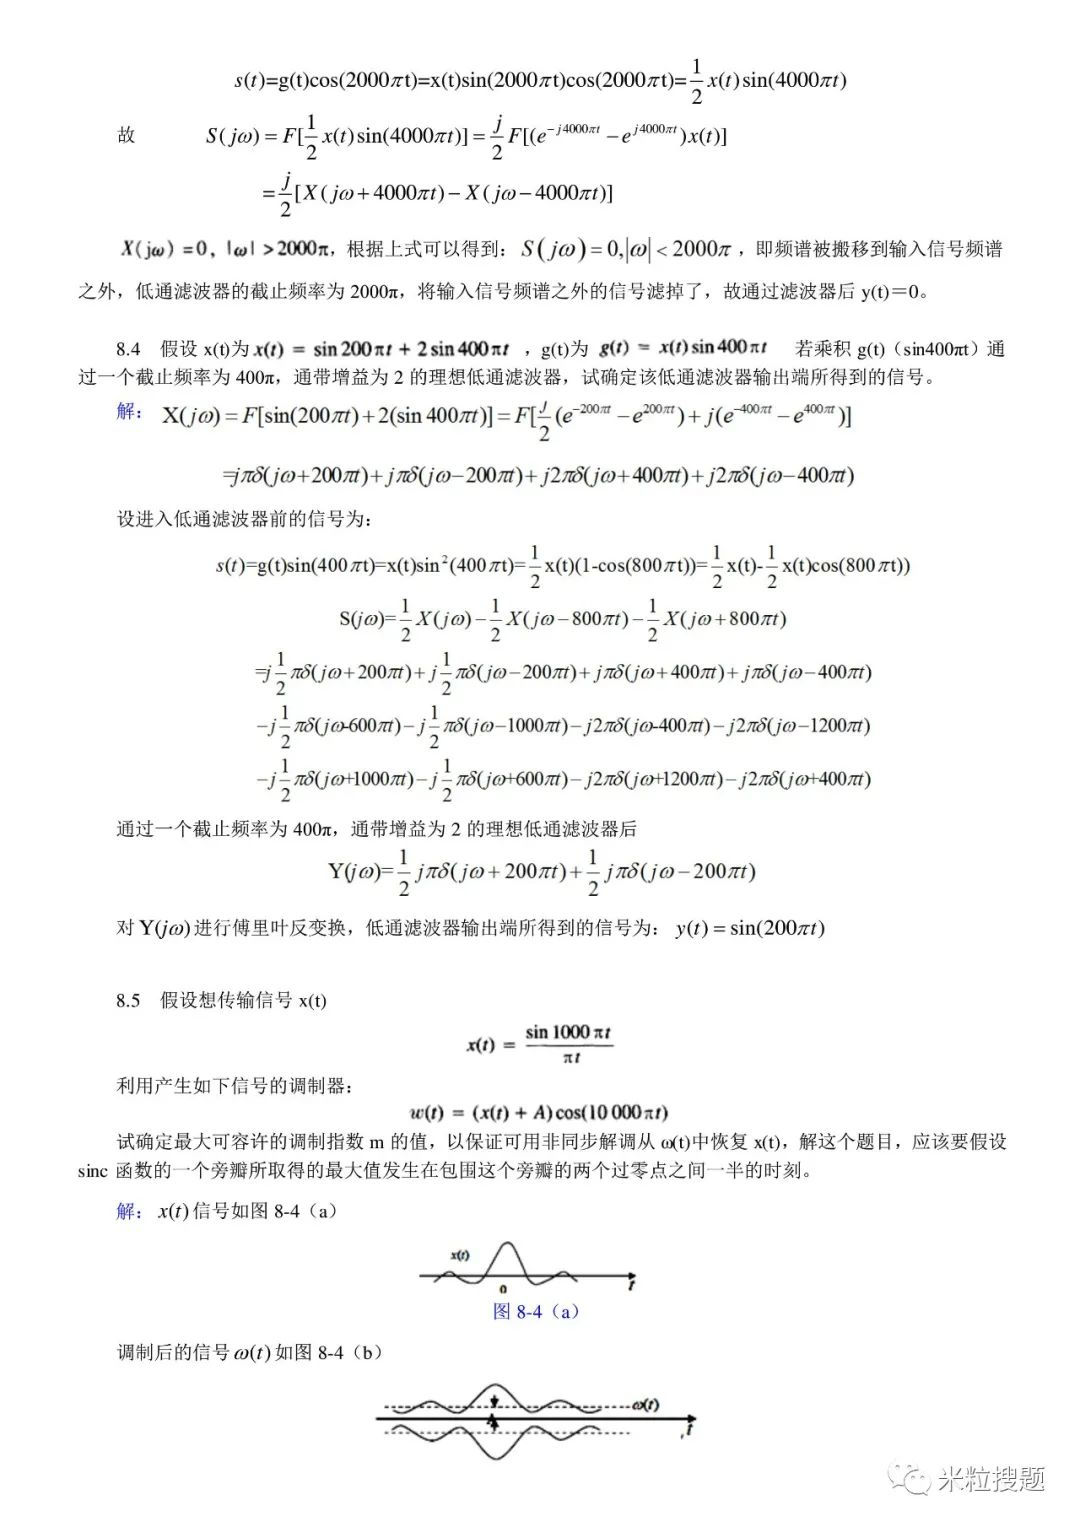 s(t)=g(t)cos(2000πt)=x(t)sin(2000πt)cos(2000πt)=1/2 x(t)sin(4000πt)
故 S(jω)=F[1/2 x(t)sin(4000πt)]=j/2 F[(e^{-j4000πt}-e^{j4000πt})x(t)]
=j/2[X(jω+4000πt)-X(jω-4000πt)]
X(jω)=0, |ω|>2000π，根据上式可以得到：S(jω)=0,|ω|<2000π，即频谱被搬移到输入信号频谱
之外，低通滤波器的截止频率为 2000π，将输入信号频谱之外的信号滤掉了，故通过滤波器后 y(t)＝0。
8.4 假设 x(t)为 x(t) = sin 200πt + 2 sin 400πt ，g(t)为 g(t) = x(t) sin 400πt 若乘积 g(t)（sin400πt）通
过一个截止频率为 400π，通带增益为 2 的理想低通滤波器，试确定该低通滤波器输出端所得到的信号。
解： X(jω)=F[sin(200πt)+2(sin 400πt)]=F[j/2(e^{-200πt}-e^{200πt})+j(e^{-400πt}-e^{400πt})]
=jπδ(jω+200πt)+jπδ(jω-200πt)+j2πδ(jω+400πt)+j2πδ(jω-400πt)
设进入低通滤波器前的信号为：
s(t)=g(t)sin(400πt)=x(t)sin²(400πt)=1/2 x(t)(1-cos(800πt))=1/2 x(t)-1/2 x(t)cos(800πt))
S(jω)=1/2 X(jω)-1/2 X(jω-800πt)-1/2 X(jω+800πt)
=j1/2 πδ(jω+200πt)+j1/2 πδ(jω-200πt)+jπδ(jω+400πt)+jπδ(jω-400πt)
-j1/2 πδ(jω-600πt)-j1/2 πδ(jω-1000πt)-j2πδ(jω-400πt)-j2πδ(jω-1200πt)
-j1/2 πδ(jω+1000πt)-j1/2 πδ(jω+600πt)-j2πδ(jω+1200πt)-j2πδ(jω+400πt)
通过一个截止频率为 400π，通带增益为 2 的理想低通滤波器后
Y(jω)=1/2 jπδ(jω+200πt)+1/2 jπδ(jω-200πt)
对 Y(jω) 进行傅里叶反变换，低通滤波器输出端所得到的信号为： y(t)=sin(200πt)
8.5 假设想传输信号 x(t)
x(t) = sin 1000πt / πt
利用产生如下信号的调制器：
w(t) = (x(t) + A)cos(10 000πt)
试确定最大可容许的调制指数 m 的值，以保证可用非同步解调从 ω(t)中恢复 x(t)，解这个题目，应该要假设
sinc 函数的一个旁瓣所取得的最大值发生在包围这个旁瓣的两个过零点之间一半的时刻。
解： x(t) 信号如图 8-4（a）
x(t)
0
t
图 8-4（a）
调制后的信号 ω(t) 如图 8-4（b）
ω(t)
A
t
米粒搜题